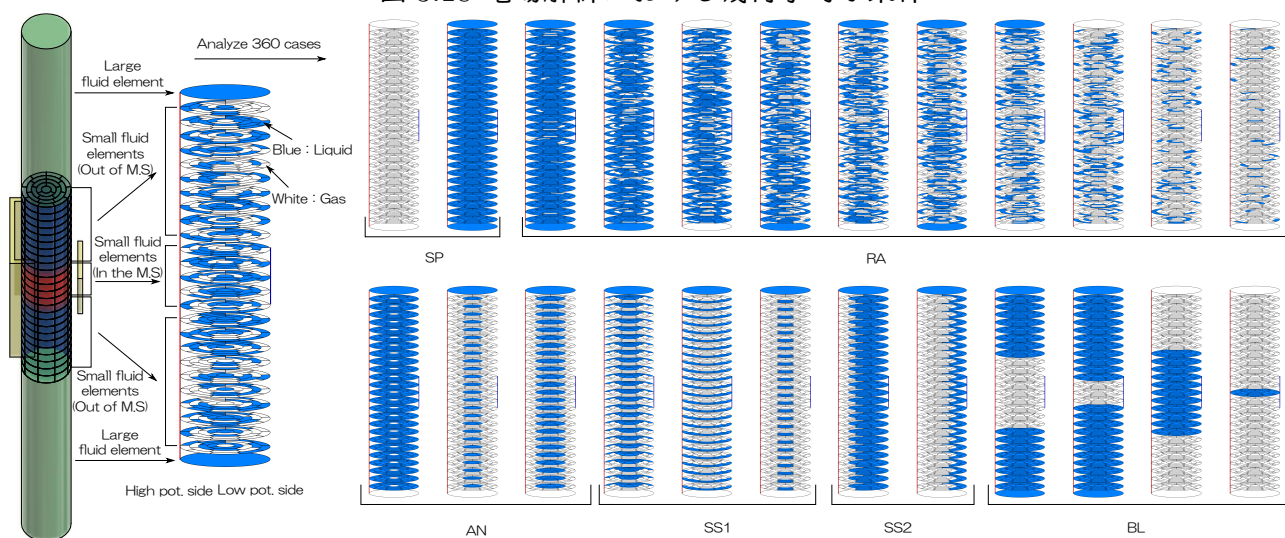 Analyze 360 cases
Large
fluid element
Small fluid
elements
(Out of M.S)
Blue：Liquid
White：Gas
Small fluid
elements
(In the M.S)
Small fluid
elements
(Out of M.S)
Large
fluid element
High pot. side Low pot. side
SP
RA
AN
SS1
SS2
BL